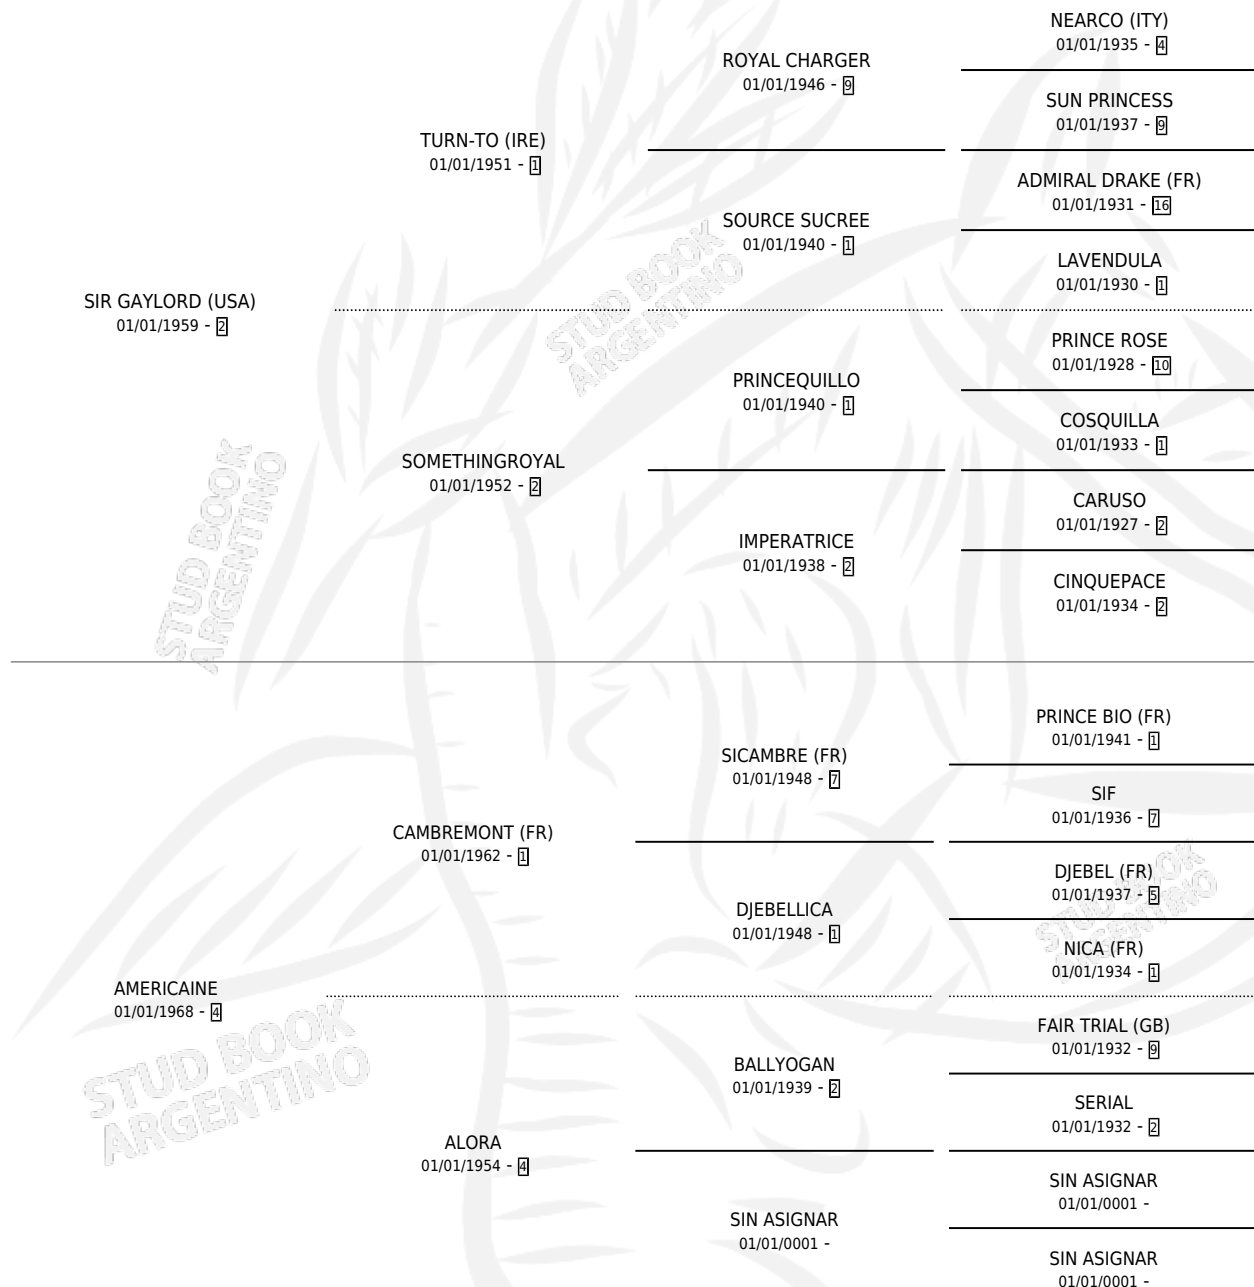 NEARCO (ITY)
01/01/1935 - 4
ROYAL CHARGER
01/01/1946 - 9
SUN PRINCESS
01/01/1937 - 9
TURN-TO (IRE)
01/01/1951 - 1
ADMIRAL DRAKE (FR)
01/01/1931 - 16
SOURCE SUCREE
01/01/1940 - 1
LAVENDULA
01/01/1930 - 1
SIR GAYLORD (USA)
01/01/1959 - 2
PRINCE ROSE
01/01/1928 - 10
PRINCEQUILLO
01/01/1940 - 1
COSQUILLA
01/01/1933 - 1
SOMETHINGROYAL
01/01/1952 - 2
CARUSO
01/01/1927 - 2
IMPERATRICE
01/01/1938 - 2
CINQUEPACE
01/01/1934 - 2
PRINCE BIO (FR)
01/01/1941 - 1
SICAMBRE (FR)
01/01/1948 - 7
SIF
01/01/1936 - 7
CAMBREMONT (FR)
01/01/1962 - 1
DJEBEL (FR)
01/01/1937 - 5
DJEBELLICA
01/01/1948 - 1
NICA (FR)
01/01/1934 - 1
AMERICAINE
01/01/1968 - 4
FAIR TRIAL (GB)
01/01/1932 - 9
BALLYOGAN
01/01/1939 - 2
SERIAL
01/01/1932 - 2
ALORA
01/01/1954 - 4
SIN ASIGNAR
01/01/0001 -
SIN ASIGNAR
01/01/0001 -
SIN ASIGNAR
01/01/0001 -
STUD BOOK
ARGENTINO
STUD BOOK
ARGENTINO
STUD BOOK
ARGENTINO
STUD BOOK
ARGENTINO